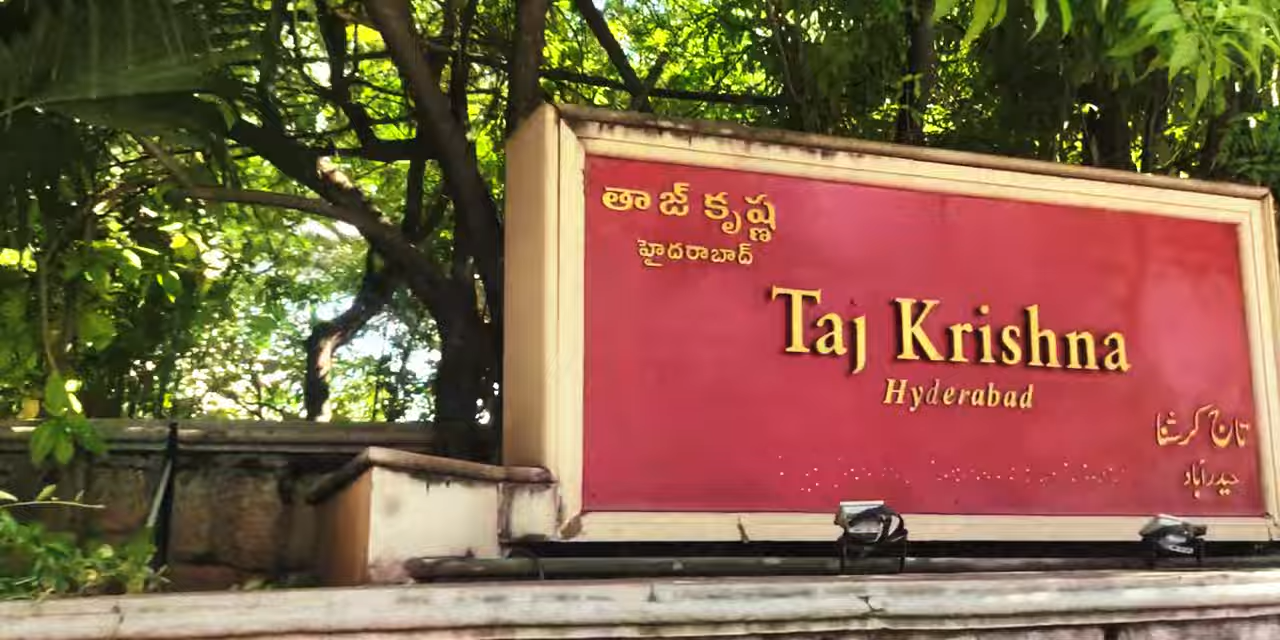 తాజ్ కృష్ణ
హైదరాబాద్
Taj Krishna
Hyderabad
تاج کرشنا
حیدرآباد